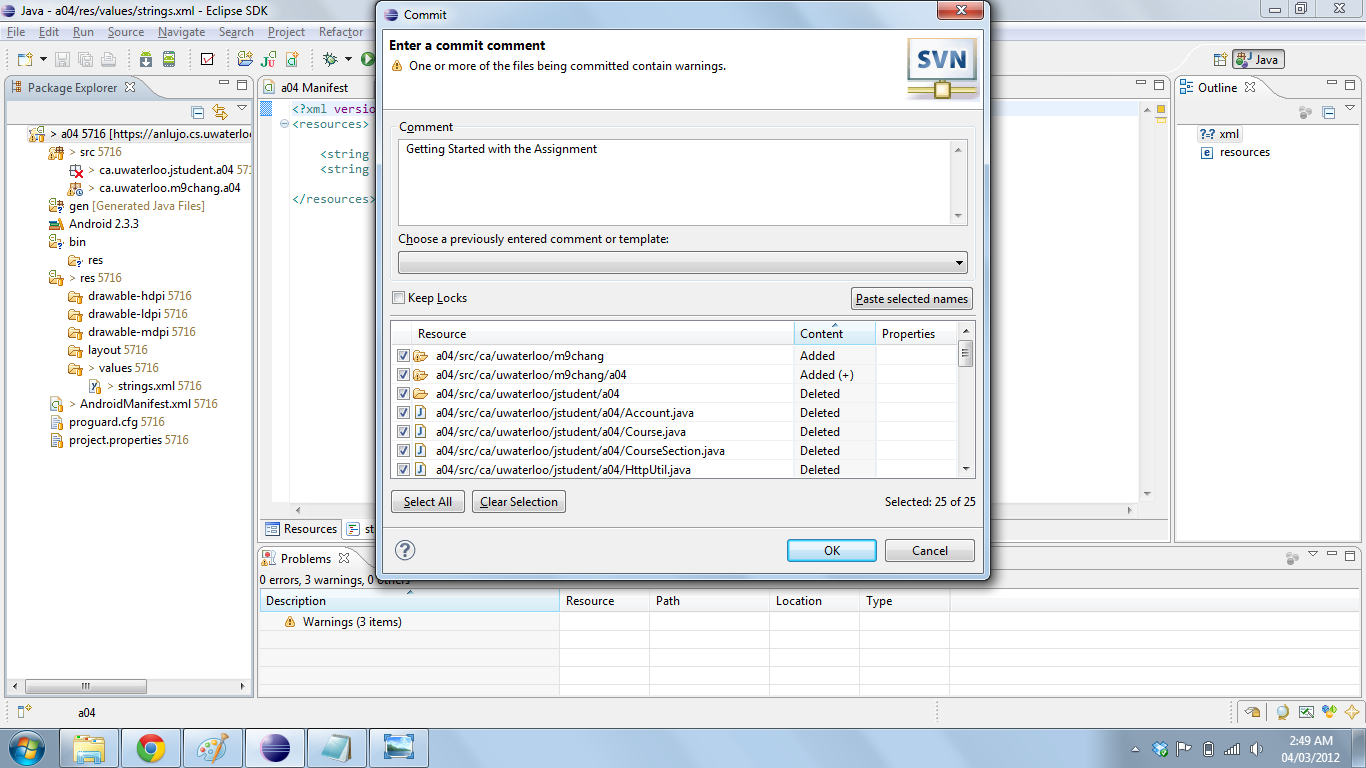 Java - a04/res/values/strings.xml - Eclipse SDK
File Edit Run Source Navigate Search Project Refactor
Java
Package Explorer
> a04 5716 [https://anlujo.cs.uwaterloo
> src 5716
> ca.uwaterloo.jstudent.a04 571
> ca.uwaterloo.m9chang.a04
gen [Generated Java Files]
Android 2.3.3
bin
res
> res 5716
drawable-hdpi 5716
drawable-ldpi 5716
drawable-mdpi 5716
layout 5716
> values 5716
> strings.xml 5716
> AndroidManifest.xml 5716
proguard.cfg 5716
project.properties 5716
a04 Manifest
<?xml versio
<resources>
<string
<string
</resources>
Resources
st
Commit
Enter a commit comment
One or more of the files being committed contain warnings.
SVN
Comment
Getting Started with the Assignment
Choose a previously entered comment or template:
Keep Locks
Paste selected names
Resource Content Properties
a04/src/ca/uwaterloo/m9chang Added
a04/src/ca/uwaterloo/m9chang/a04 Added (+)
a04/src/ca/uwaterloo/jstudent/a04 Deleted
a04/src/ca/uwaterloo/jstudent/a04/Account.java Deleted
a04/src/ca/uwaterloo/jstudent/a04/Course.java Deleted
a04/src/ca/uwaterloo/jstudent/a04/CourseSection.java Deleted
a04/src/ca/uwaterloo/jstudent/a04/HttpUtil.java Deleted
Select All Clear Selection Selected: 25 of 25
OK Cancel
Outline
xml
resources
Problems
0 errors, 3 warnings, 0 others
Description Resource Path Location Type
Warnings (3 items)
a04
2:49 AM
04/03/2012